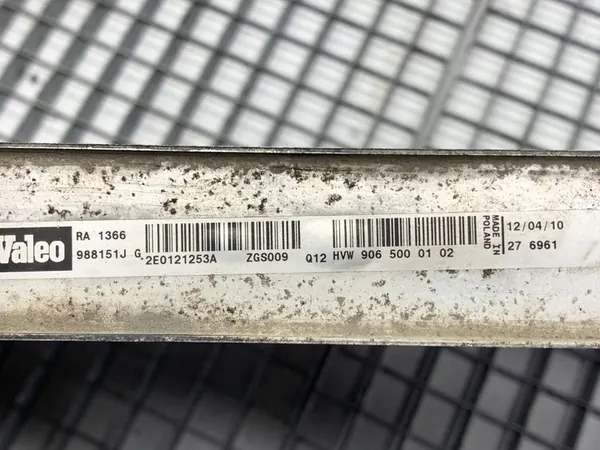 Valeo
RA 1366
988151J G.
2E0121253A ZGS009 Q12 HVW 906 500 01 02
MADE IN
POLAND
12/04/10
27 6961